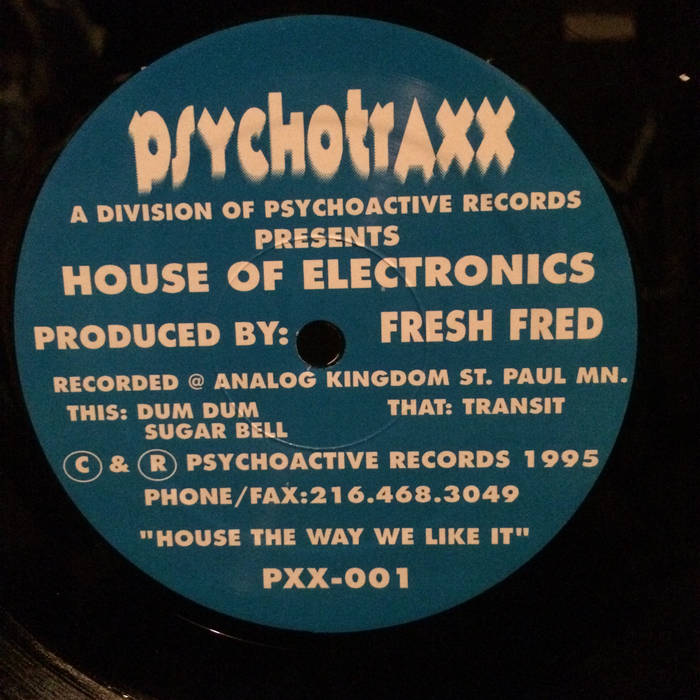 psychotrAxx
A DIVISION OF PSYCHOACTIVE RECORDS
PRESENTS
HOUSE OF ELECTRONICS
PRODUCED BY: FRESH FRED
RECORDED @ ANALOG KINGDOM ST. PAUL MN.
THIS: DUM DUM THAT: TRANSIT
SUGAR BELL
C & R PSYCHOACTIVE RECORDS 1995
PHONE/FAX:216.468.3049
"HOUSE THE WAY WE LIKE IT"
PXX-001